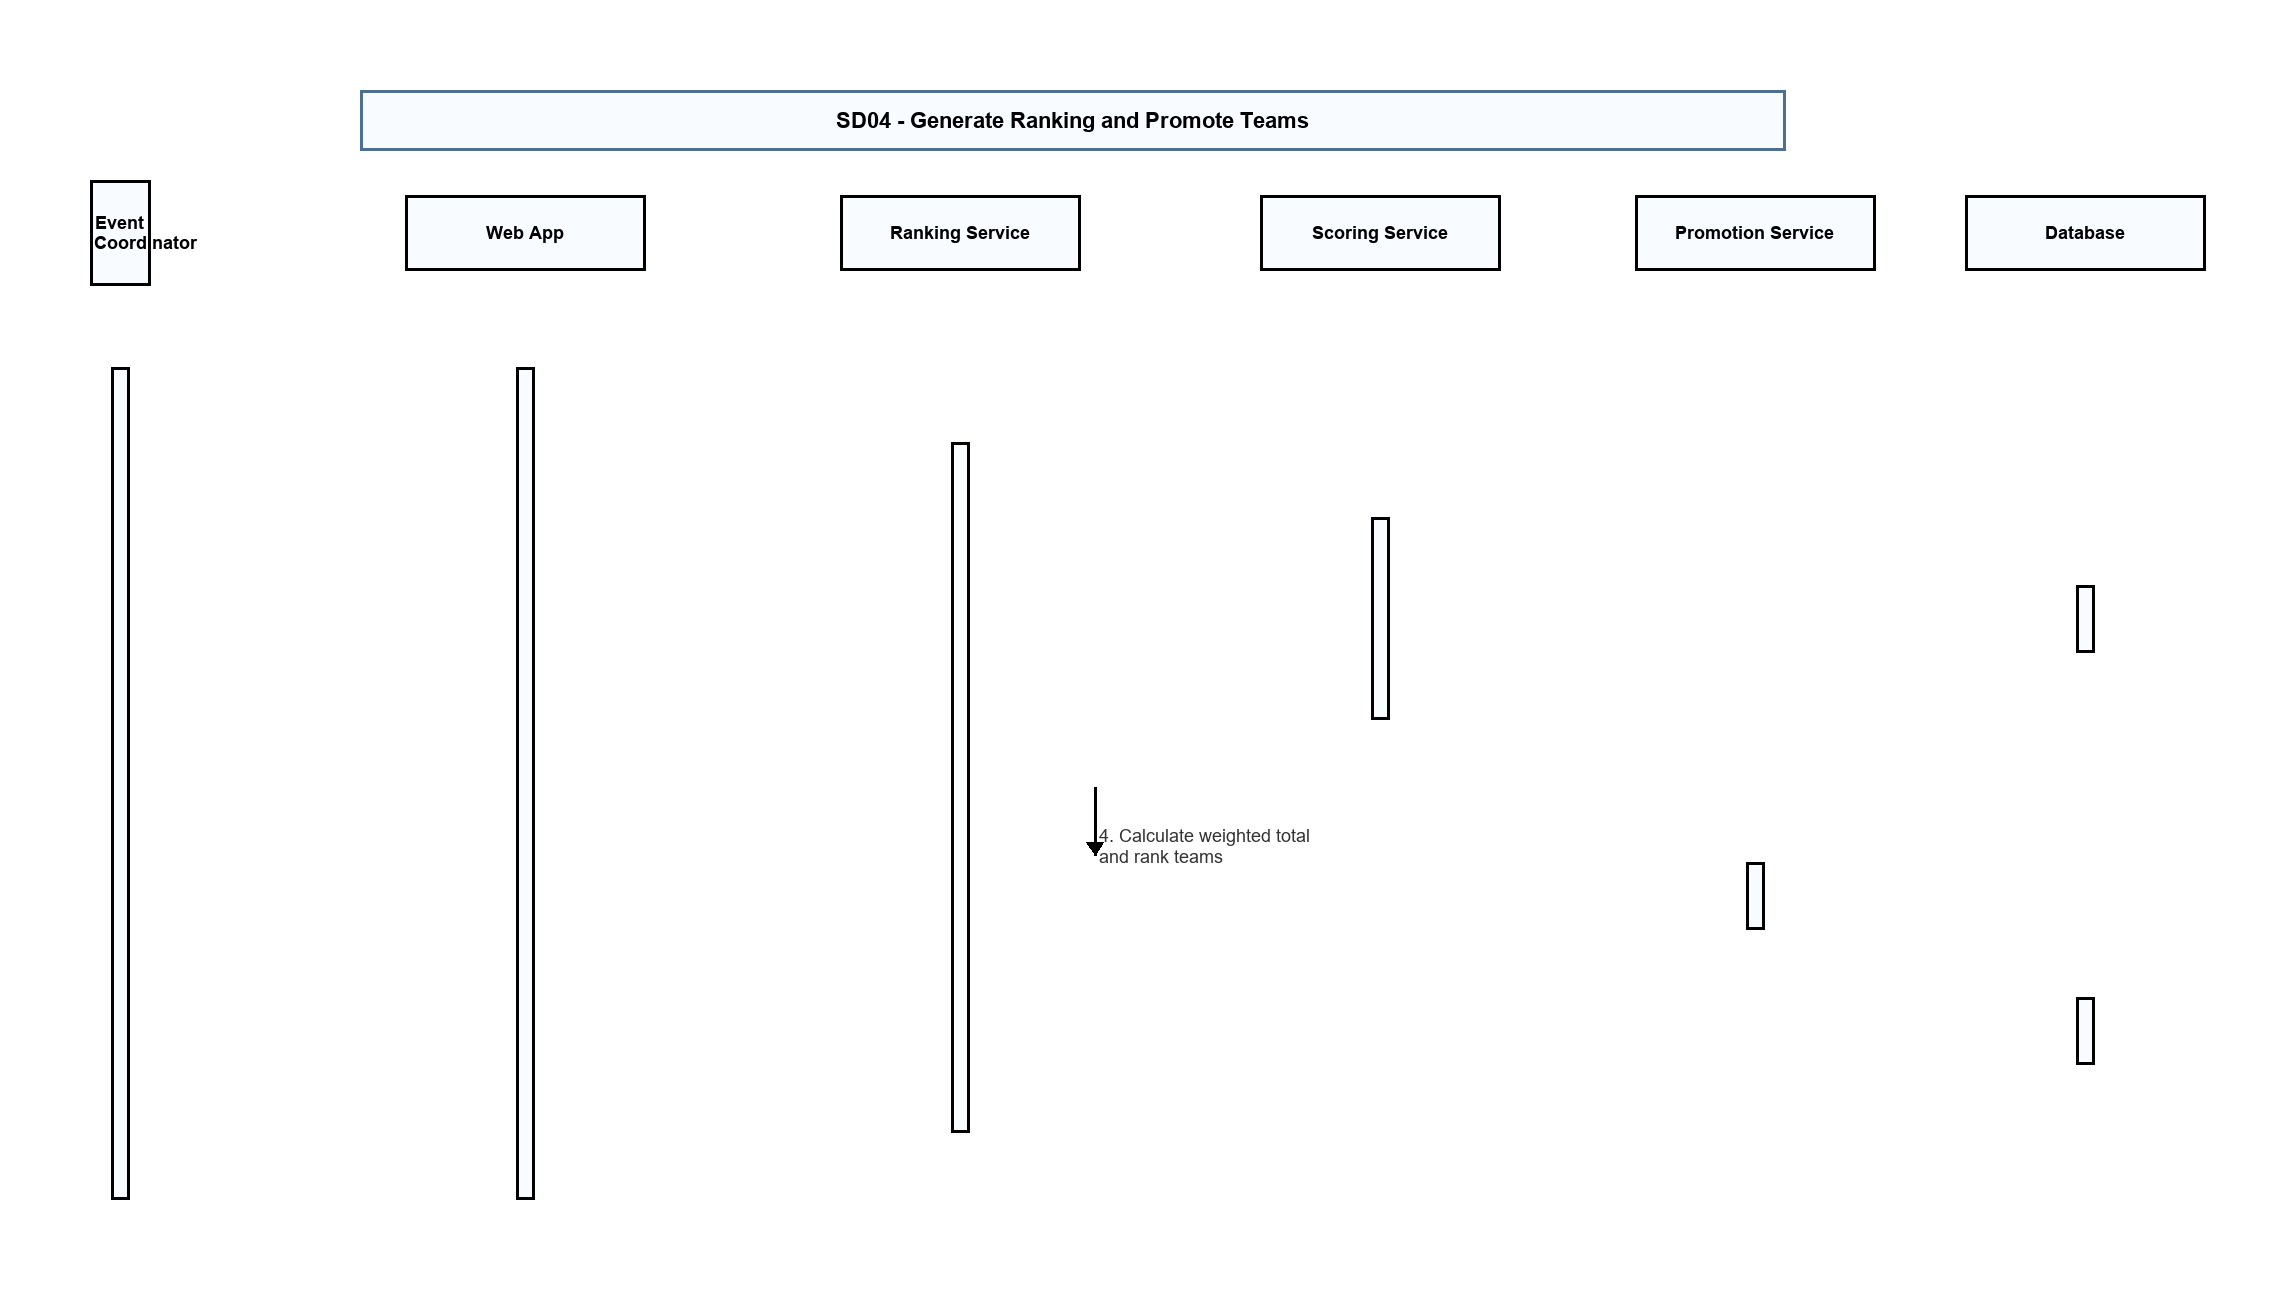 SD04 - Generate Ranking and Promote Teams
Event
Coordinator
Web App
Ranking Service
Scoring Service
Promotion Service
Database
4. Calculate weighted total
and rank teams